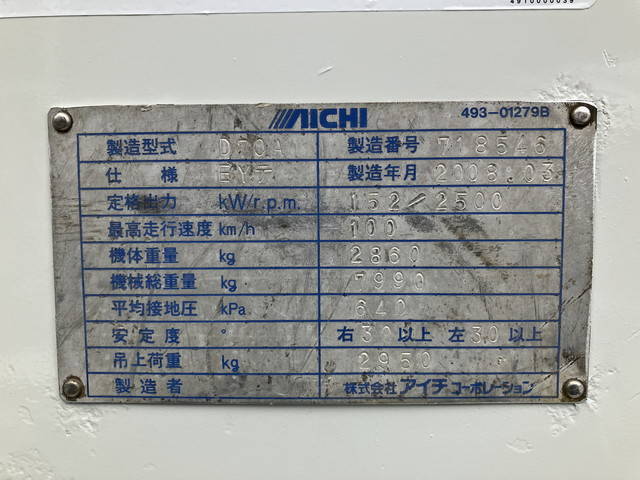 4910000039
AICHI 493-01279B
製造型式 D50A 製造番号 718546
仕様 製造年月 2008.03
定格出力 kW/r.p.m. 152/2500
最高走行速度 km/h 100
機体重量 kg 2860
機械総重量 kg 7990
平均接地圧 kPa 640
安定度 ° 右30以上 左30以上
吊上荷重 kg 2950
製造者 株式会社アイチコーポレーション